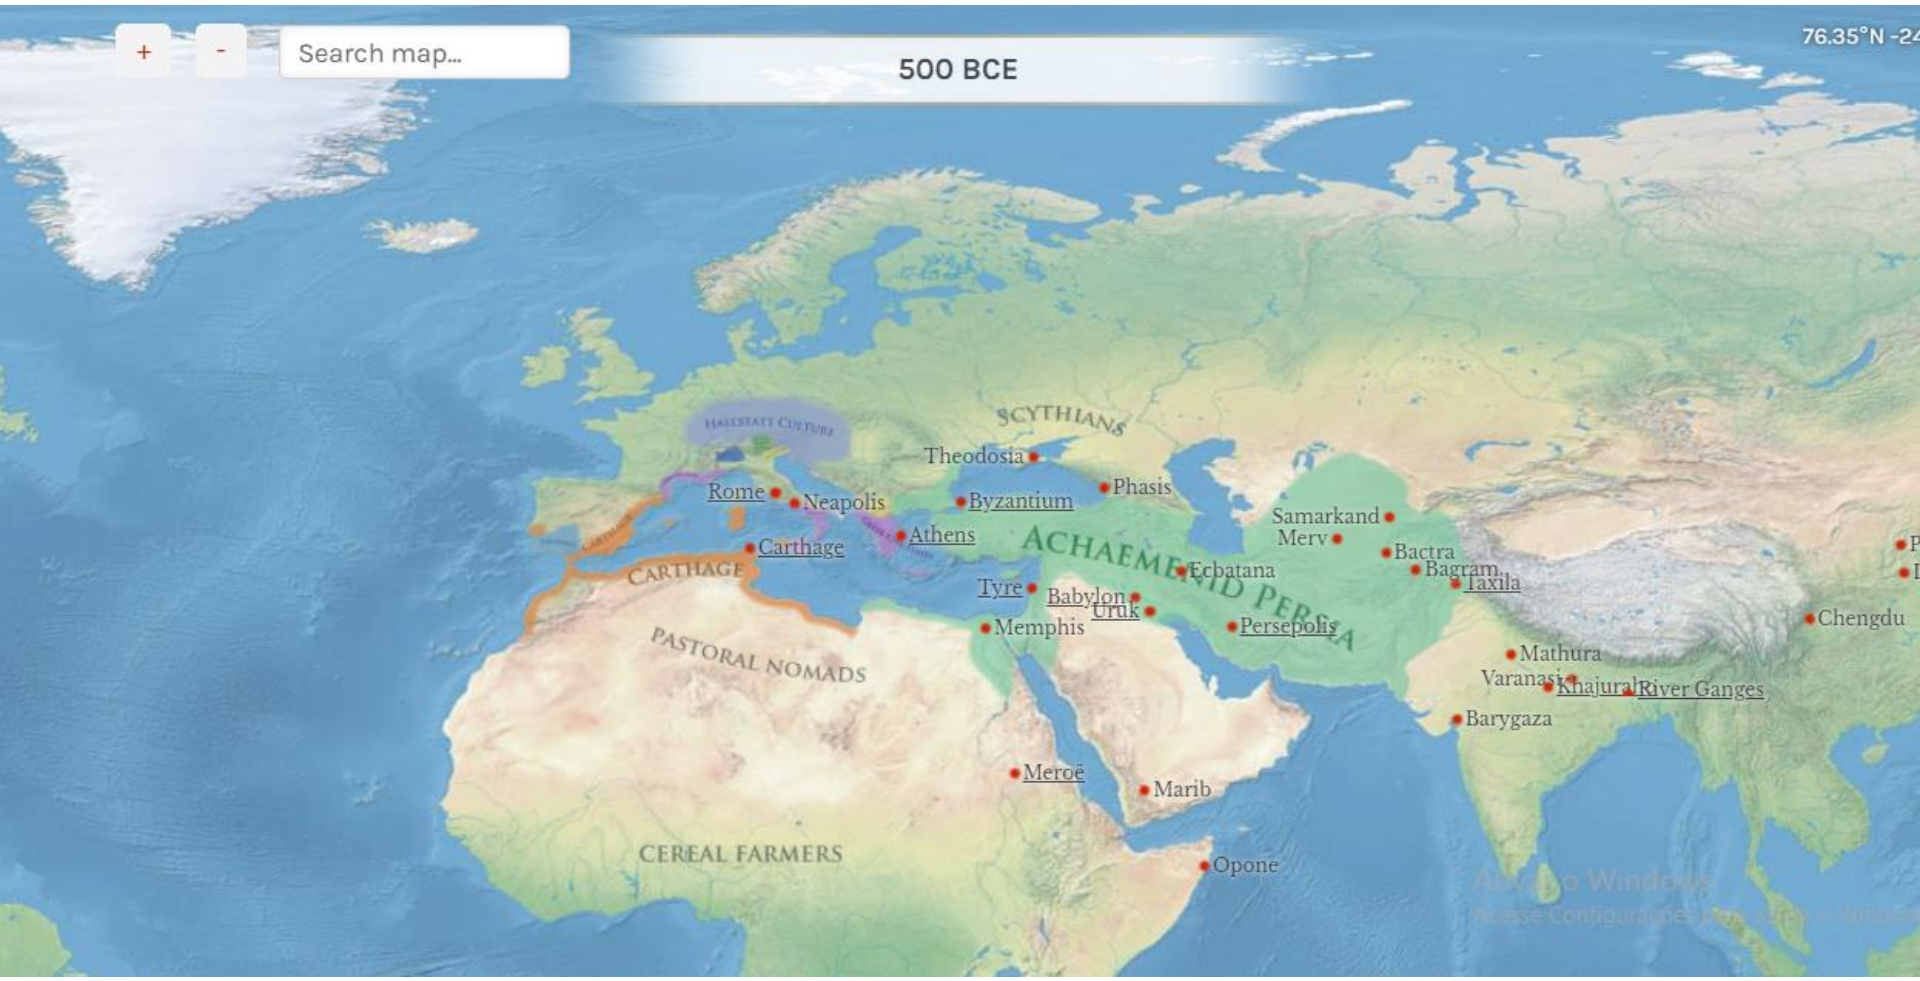 +
-
Search map...
500 BCE
76.35°N -24
HALLSTATT CULTURE
SCYTHIANS
Theodosia
Phasis
Rome
Neapolis
Byzantium
Samarkand
CARTHAGE
Athens
ACHAEMENID PERSIA
Merv
Carthage
Bactra
P
CARTHAGE
Ecbatana
Bagram
Taxila
Tyre
Babylon
Uruk
Chengdu
Memphis
Persepolis
PASTORAL NOMADS
Mathura
Varanasi
River Ganges
Barygaza
Meroë
Marib
CEREAL FARMERS
Opone
o Windows